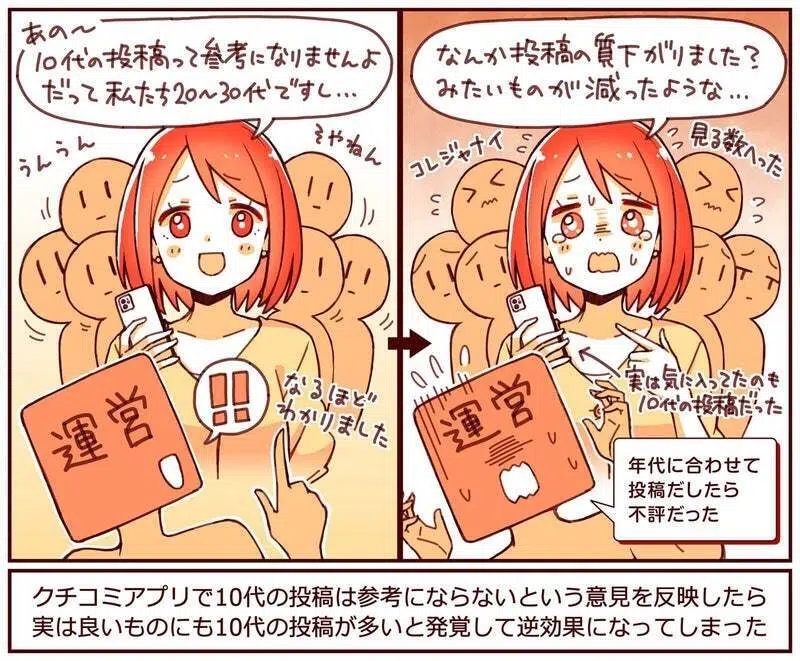 あの〜
10代の投稿って参考になりませんよ
だって私たち20〜30代ですし…
うんうん
そやねん
運営
!!
なるほど
わかりました
なんか投稿の質下がりました？
みたいものが減ったような…
コレジャナイ
見る数へった
実は気に入ってたのも
10代の投稿だった
運営
年代に合わせて
投稿だしたら
不評だった
クチコミアプリで10代の投稿は参考にならないという意見を反映したら
実は良いものにも10代の投稿が多いと発覚して逆効果になってしまった